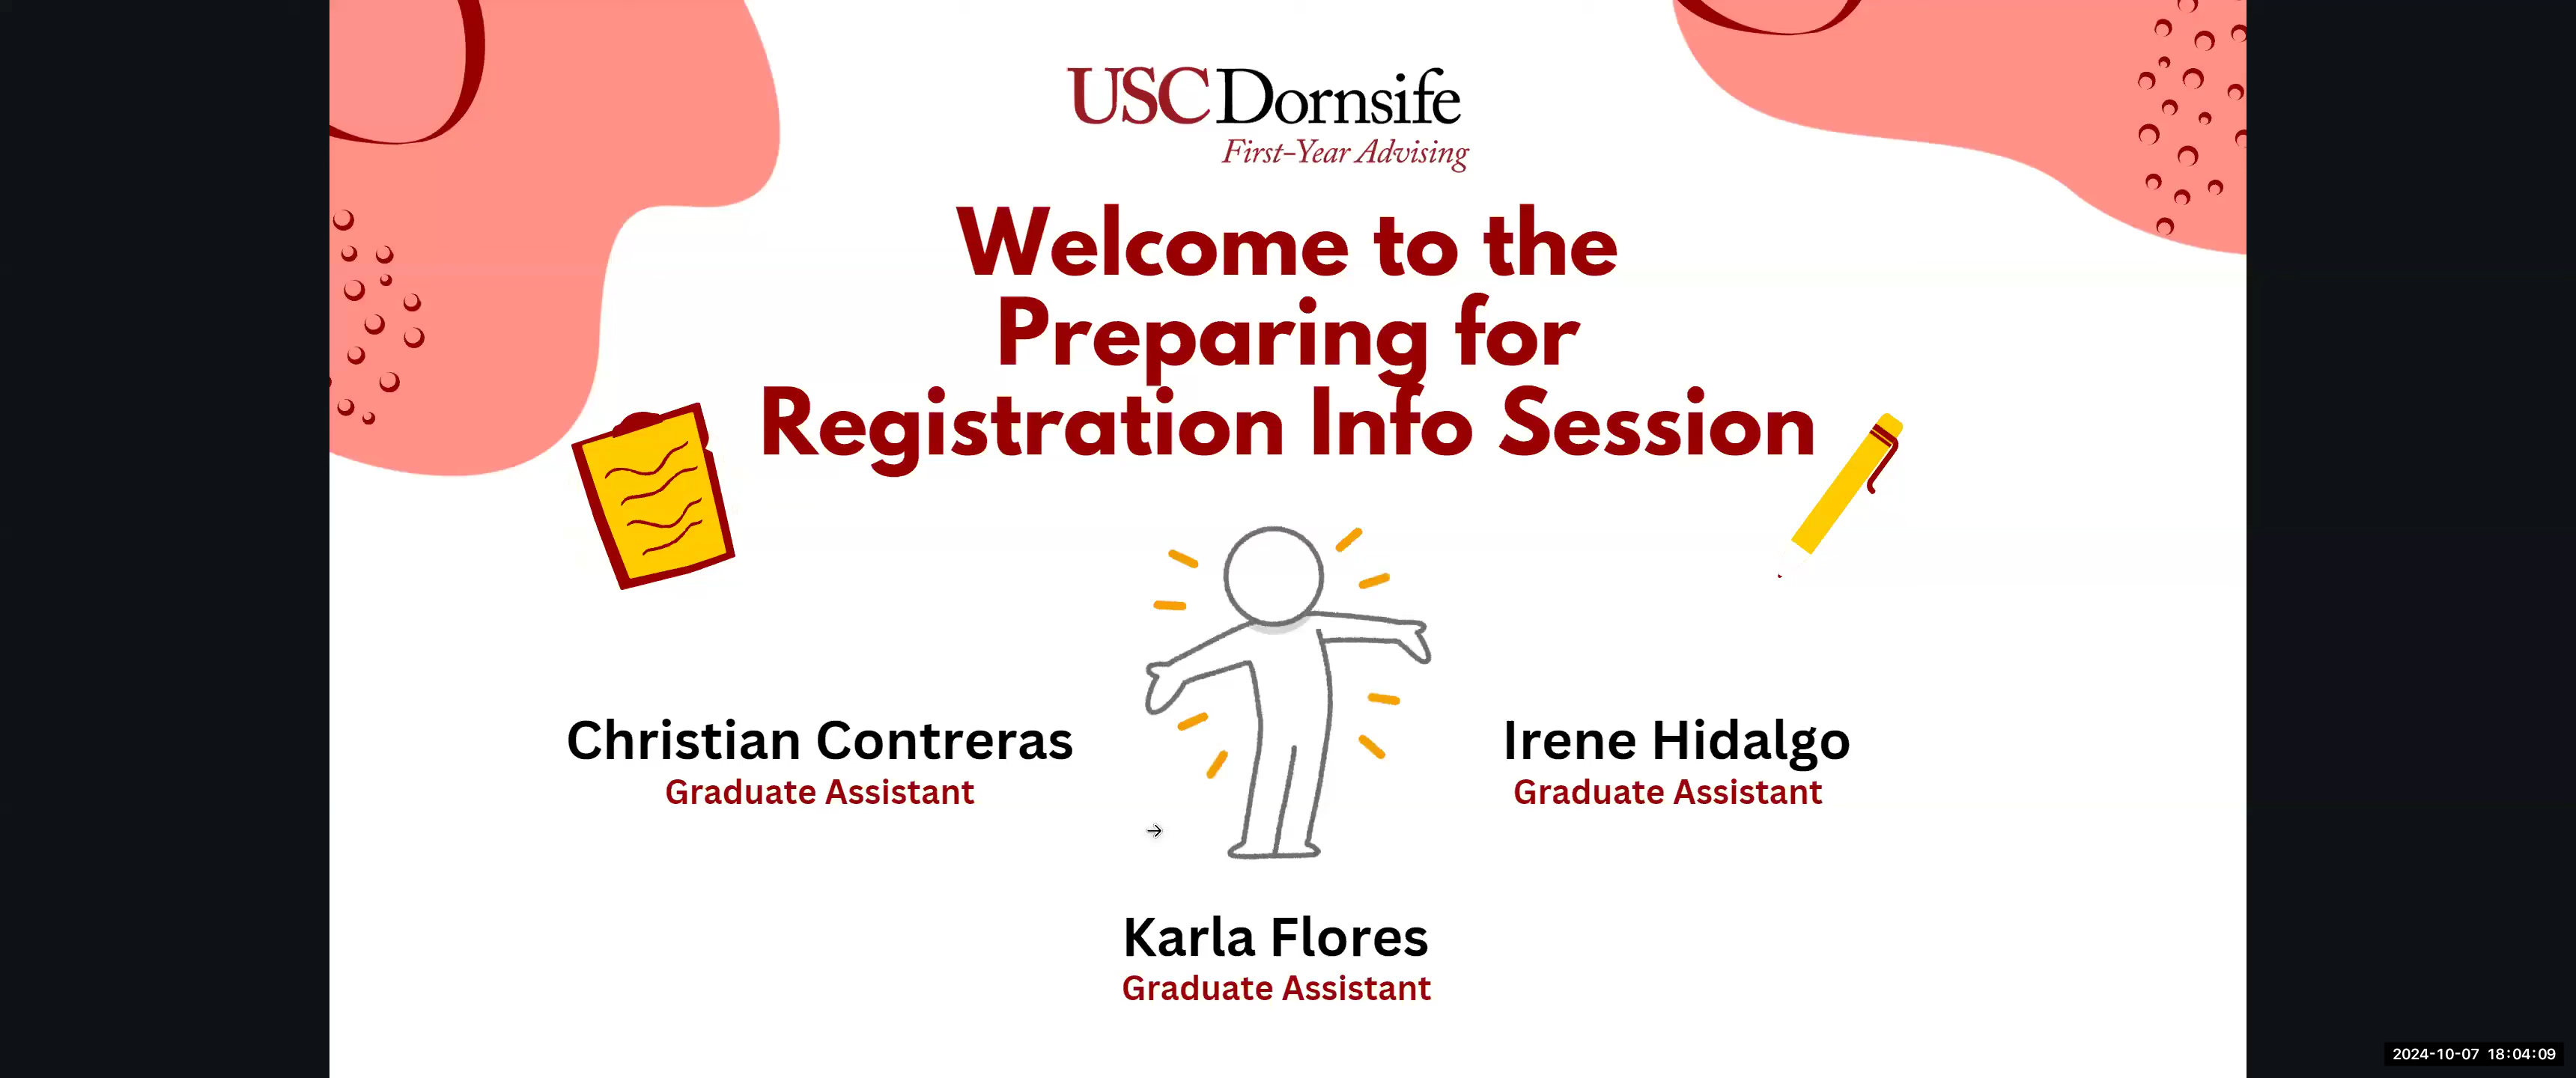 USC Dornsife
First-Year Advising
Welcome to the
Preparing for
Registration Info Session
Christian Contreras
Graduate Assistant
Irene Hidalgo
Graduate Assistant
Karla Flores
Graduate Assistant
2024-10-07 18:04:09